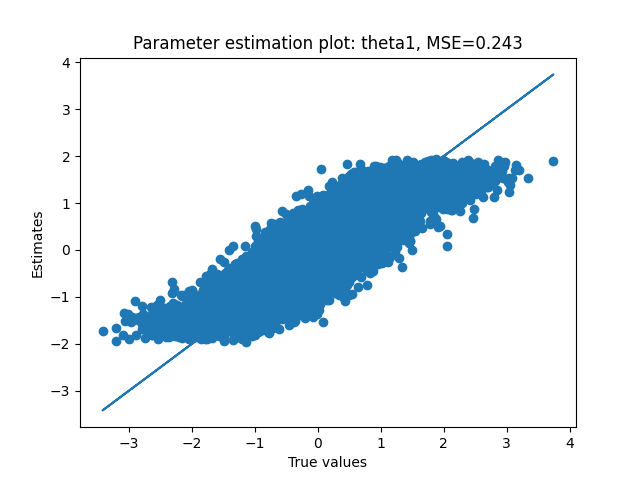 Parameter estimation plot: theta1, MSE=0.243
4
3
2
1
0
−1
−2
−3
Estimates
−3 −2 −1 0 1 2 3 4
True values